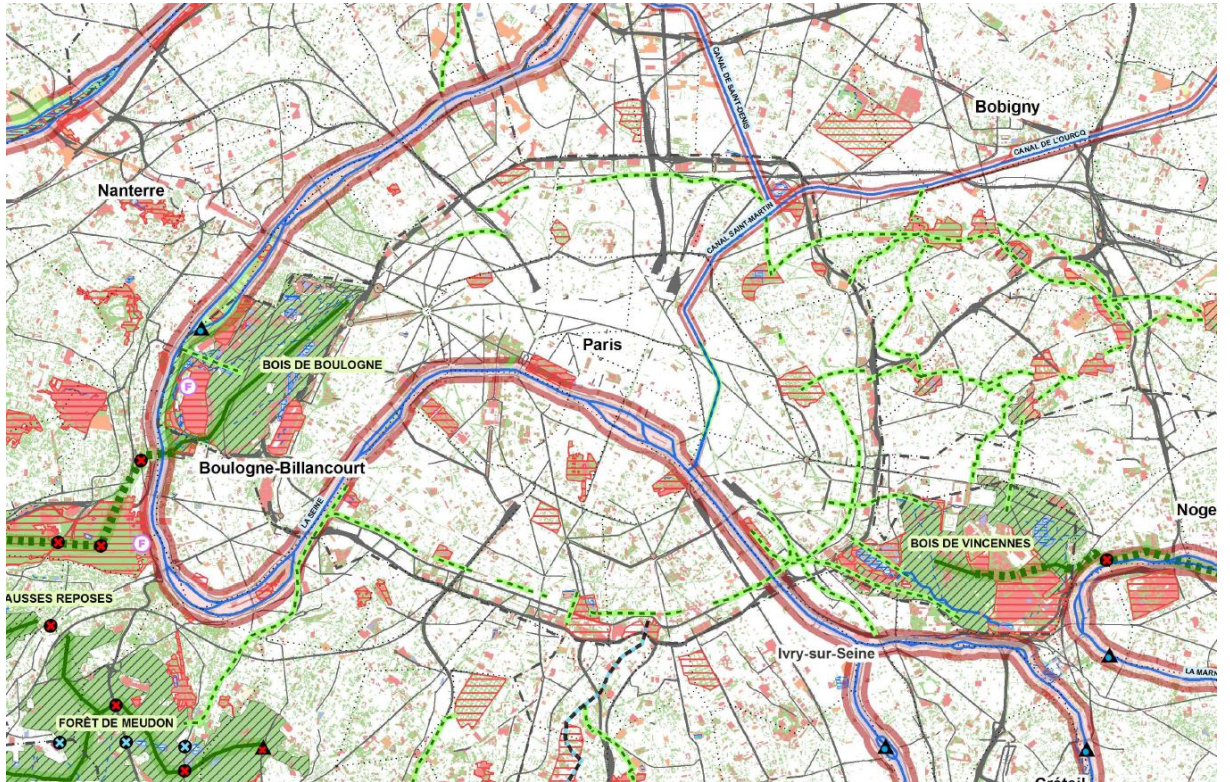 CANAL DE SAINT-DENIS
Bobigny
CANAL DE L'OURCQ
Nanterre
CANAL SAINT-MARTIN
Paris
BOIS DE BOULOGNE
F
Boulogne-Billancourt
LA SEINE
Noge
BOIS DE VINCENNES
F
AUSSES REPOSES
Ivry-sur-Seine
LA MARN
FORÊT DE MEUDON
Créteil